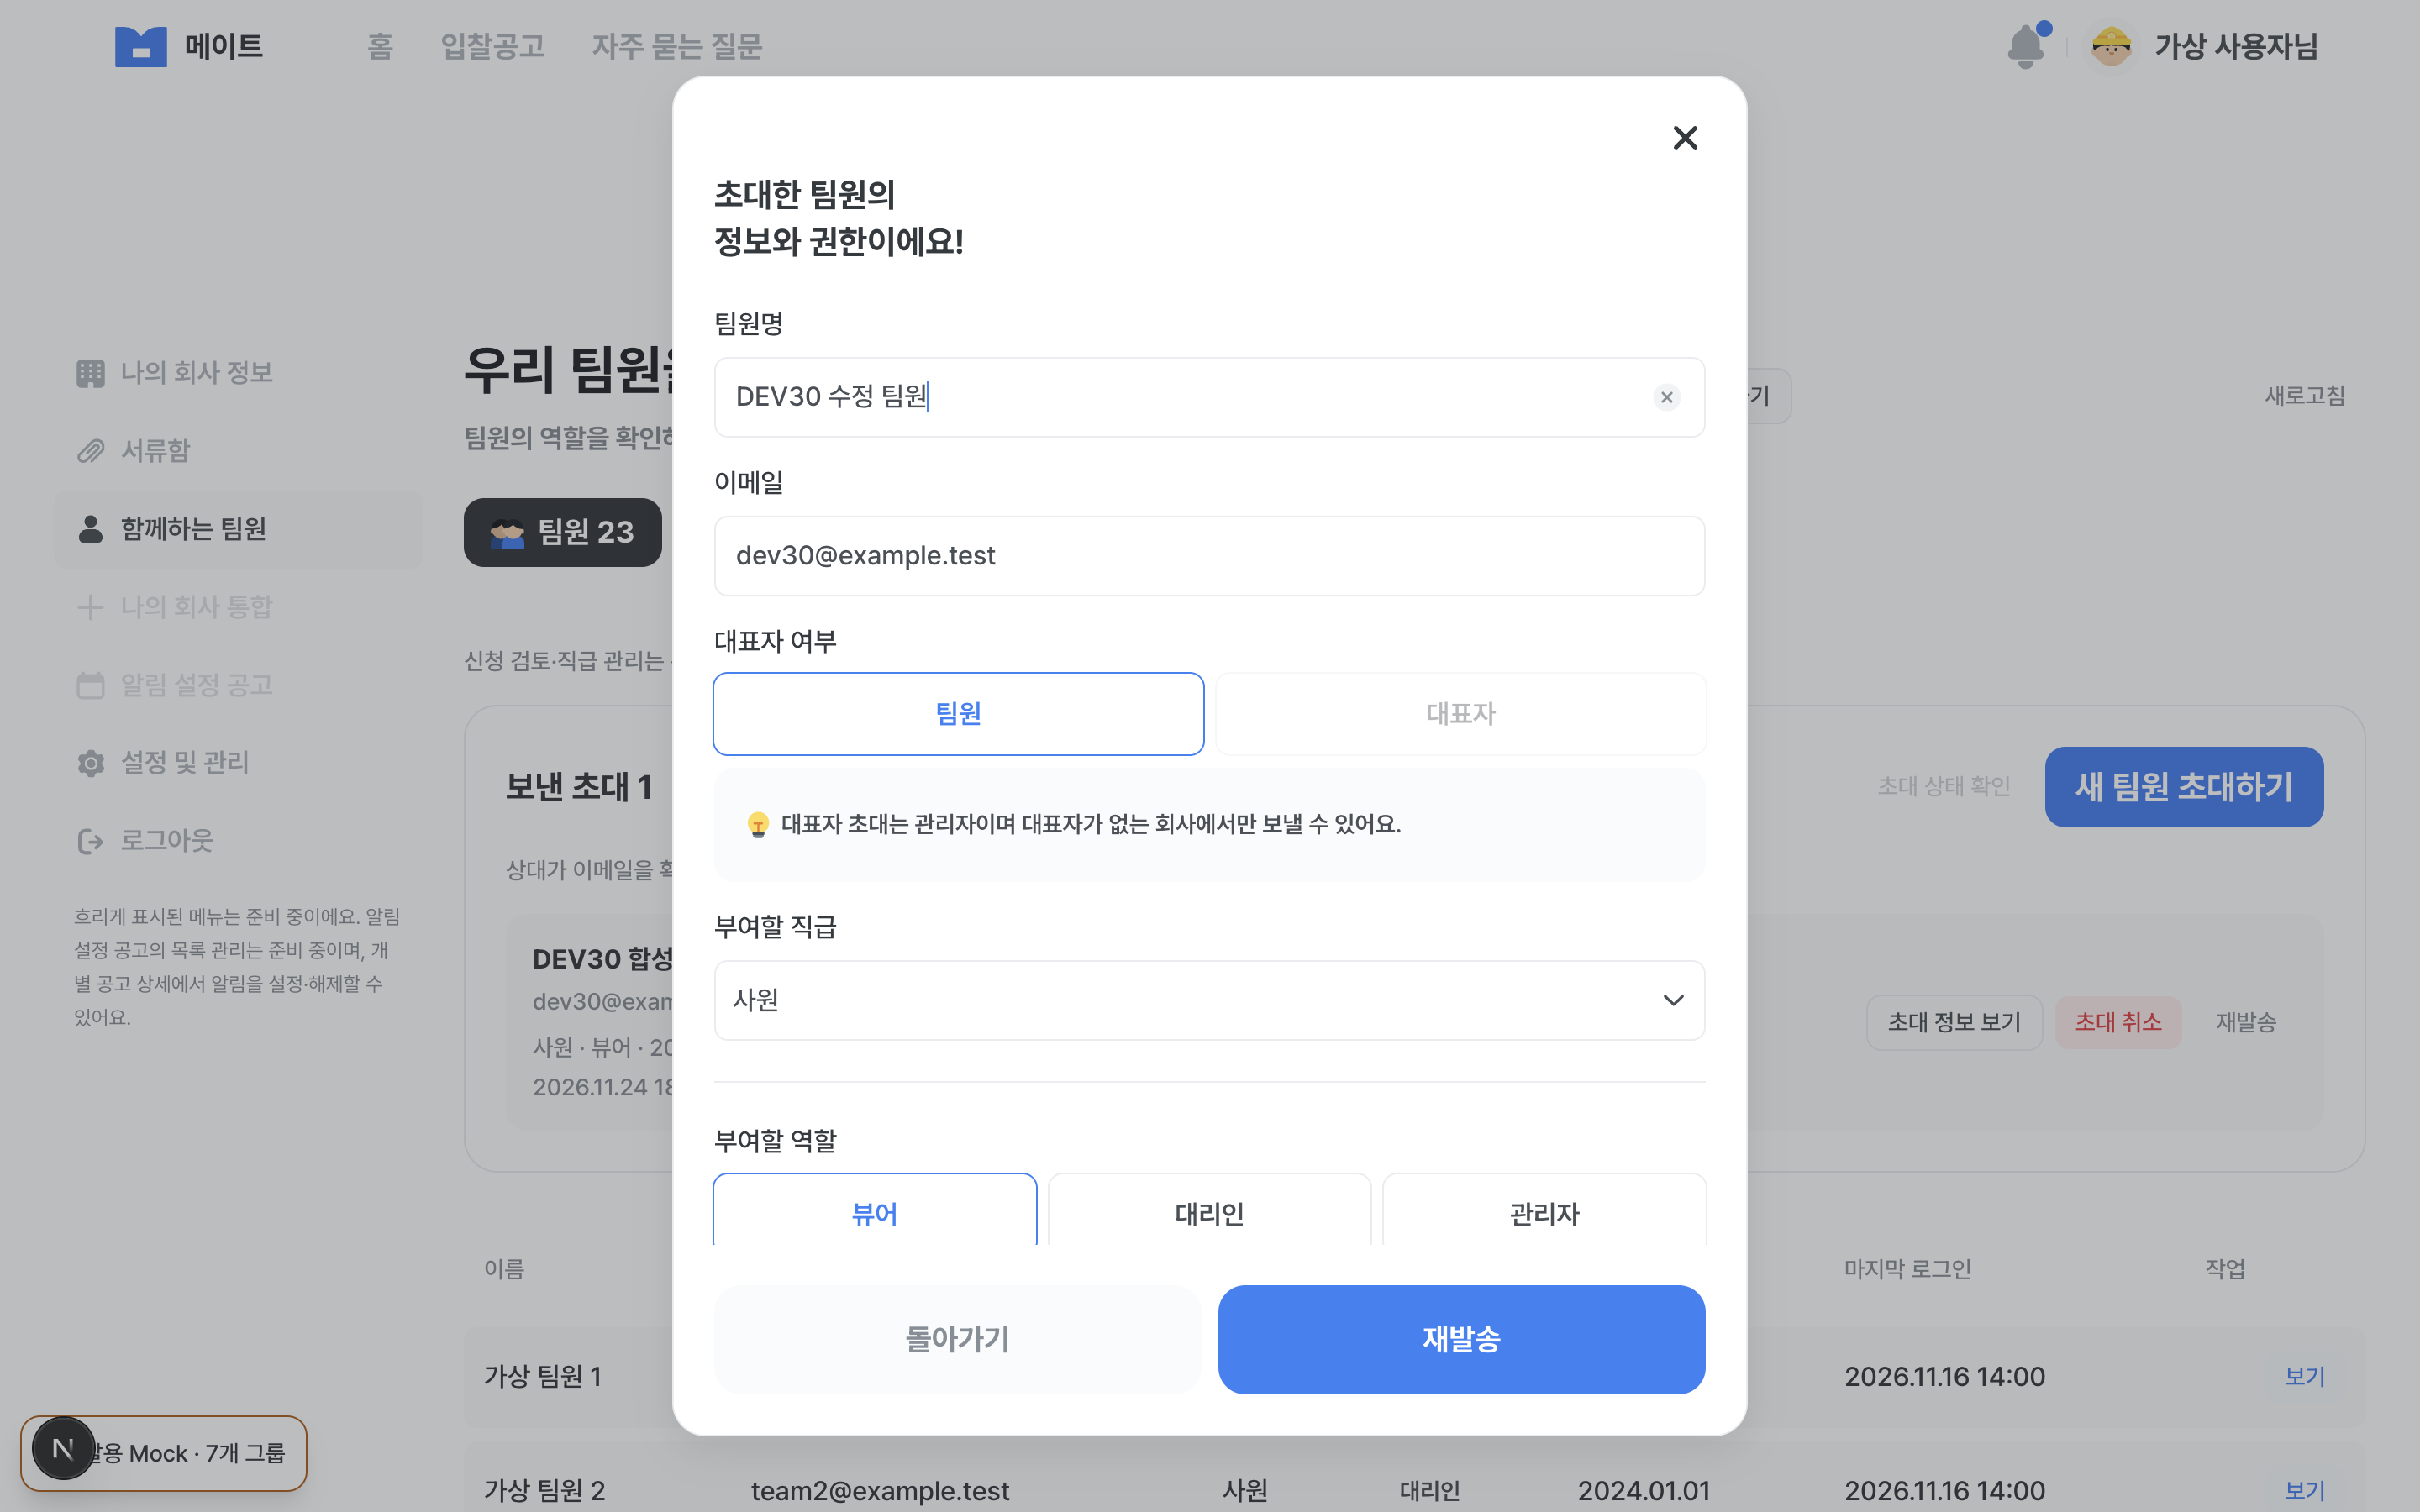 메이트 홈 입찰공고 자주 묻는 질문 가상 사용자님
초대한 팀원의
정보와 권한이에요!
팀원명
DEV30 수정 팀원
이메일
dev30@example.test
대표자 여부
팀원 대표자
대표자 초대는 관리자이며 대표자가 없는 회사에서만 보낼 수 있어요.
부여할 직급
사원
부여할 역할
뷰어 대리인 관리자
돌아가기 재발송
나의 회사 정보
서류함
함께하는 팀원
나의 회사 통합
알림 설정 공고
설정 및 관리
로그아웃
흐리게 표시된 메뉴는 준비 중이에요. 알림
설정 공고의 목록 관리는 준비 중이며, 개
별 공고 상세에서 알림을 설정·해제할 수
있어요.
우리
팀원의 역할을
새로고침
팀원 23
신청 검토·직급 관리는
보낸 초대 1
초대 상태 확인 새 팀원 초대하기
상대가 이메일을
DEV30
사원 · 뷰어 ·
2026.11.24
초대 정보 보기 초대 취소 재발송
이름 마지막 로그인 작업
가상 팀원 1 2026.11.16 14:00 보기
가상 팀원 2 team2@example.test 사원 대리인 2024.01.01 2026.11.16 14:00 보기
N
Mock · 7개 그룹